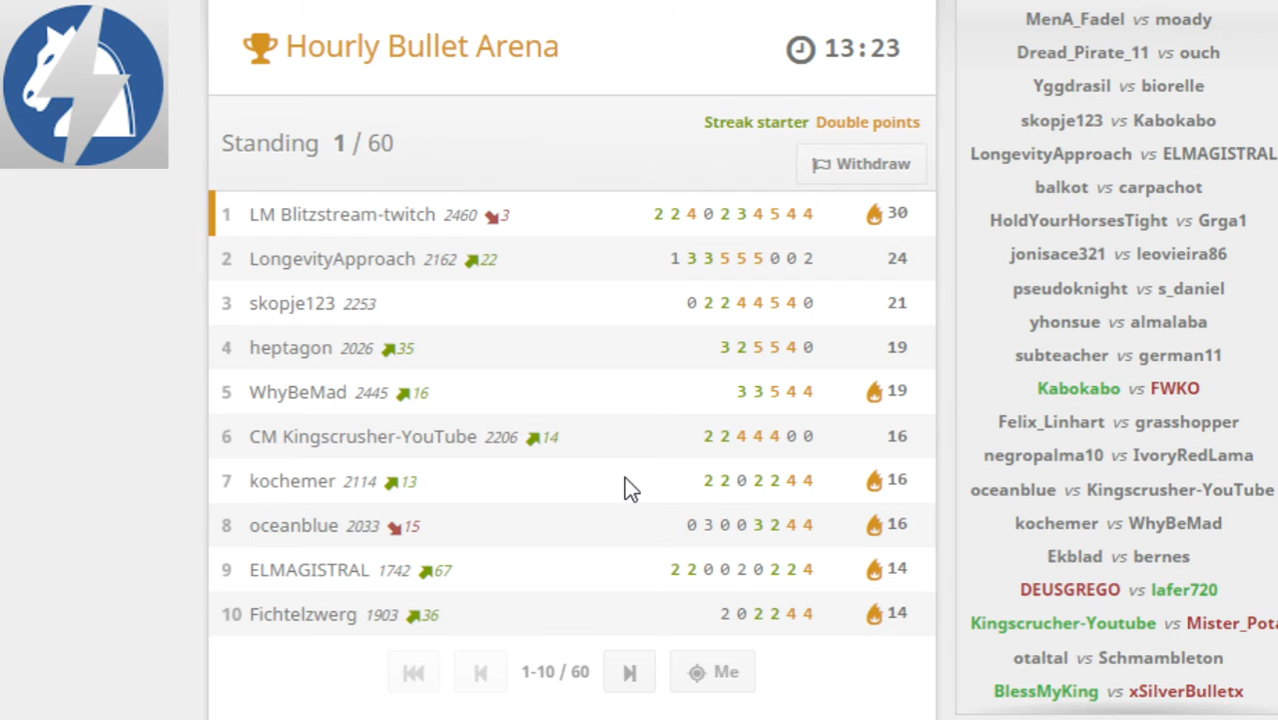 Hourly Bullet Arena
13:23
Standing 1 / 60
Streak starter Double points
Withdraw
1 LM Blitzstream-twitch 2460 3 2 2 4 0 2 3 4 5 4 4 30
2 LongevityApproach 2162 22 1 3 3 5 5 5 0 0 2 24
3 skopje123 2253 0 2 2 4 4 5 4 0 21
4 heptagon 2026 35 3 2 5 5 4 0 19
5 WhyBeMad 2445 16 3 3 5 4 4 19
6 CM Kingscrusher-YouTube 2206 14 2 2 4 4 4 0 0 16
7 kochemer 2114 13 2 2 0 2 2 4 4 16
8 oceanblue 2033 15 0 3 0 0 3 2 4 4 16
9 ELMAGISTRAL 1742 67 2 2 0 0 2 0 2 2 4 14
10 Fichtelzwerg 1903 36 2 0 2 2 4 4 14
1-10 / 60
Me
MenA_Fadel vs moady
Dread_Pirate_11 vs ouch
Yggdrasil vs biorelle
skopje123 vs Kabokabo
LongevityApproach vs ELMAGISTRAL
balkot vs carpachot
HoldYourHorsesTight vs Grga1
jonisace321 vs leovieira86
pseudoknight vs s_daniel
yhonsue vs almalaba
subteacher vs german11
Kabokabo vs FWKO
Felix_Linhart vs grasshopper
negropalma10 vs IvoryRedLama
oceanblue vs Kingscrusher-YouTube
kochemer vs WhyBeMad
Ekblad vs bernes
DEUSGREGO vs lafer720
Kingscrucher-Youtube vs Mister_Pota
otaltal vs Schmambleton
BlessMyKing vs xSilverBulletx